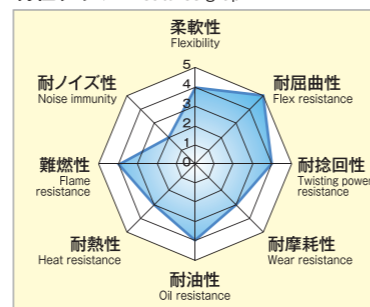 柔軟性
Flexibility
5
4
3
2
1
0
耐屈曲性
Flex resistance
耐捻回性
Twisting power
resistance
耐摩耗性
Wear resistance
耐油性
Oil resistance
耐熱性
Heat resistance
難燃性
Flame
resistance
耐ノイズ性
Noise immunity